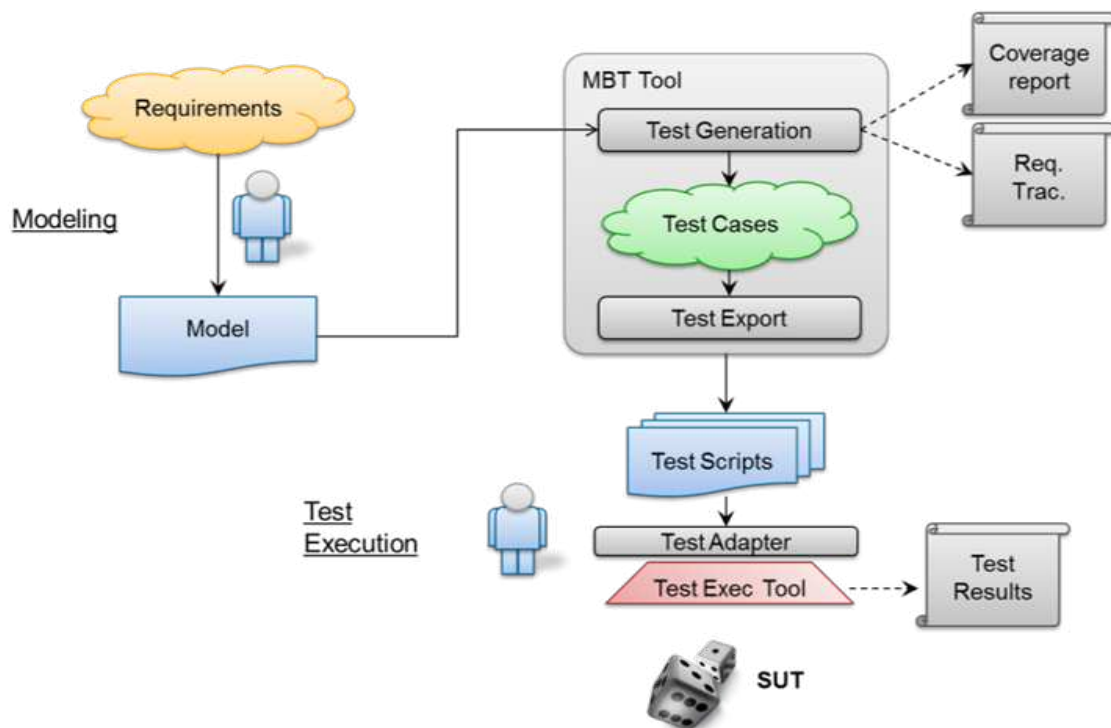 Requirements
Modeling
Model
MBT Tool
Test Generation
Test Cases
Test Export
Coverage
report
Req.
Trac.
Test Scripts
Test
Execution
Test Adapter
Test Exec Tool
Test
Results
SUT